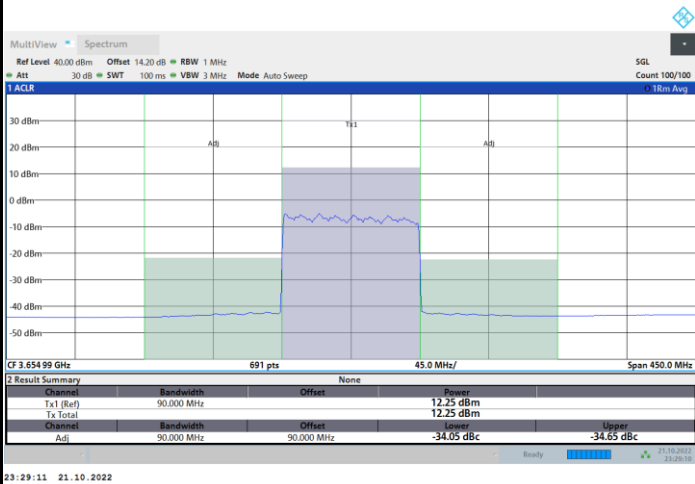 MultiView Spectrum
Ref Level 40.00 dBm Offset 14.20 dB RBW 1 MHz SGL
Att 30 dB SWT 100 ms VBW 3 MHz Mode Auto Sweep Count 100/100
1 ACLR 1Rm Avg
30 dBm
Tx1
20 dBm
Adj Adj
10 dBm
0 dBm
-10 dBm
-20 dBm
-30 dBm
-40 dBm
-50 dBm
CF 3.654 99 GHz 691 pts 45.0 MHz/ Span 450.0 MHz
2 Result Summary None
Channel Bandwidth Offset Power
Tx1 (Ref) 90.000 MHz 12.25 dBm
Tx Total 12.25 dBm
Channel Bandwidth Offset Lower Upper
Adj 90.000 MHz 90.000 MHz -34.05 dBc -34.65 dBc
Ready 21.10.2022
23:29:10
23:29:11 21.10.2022